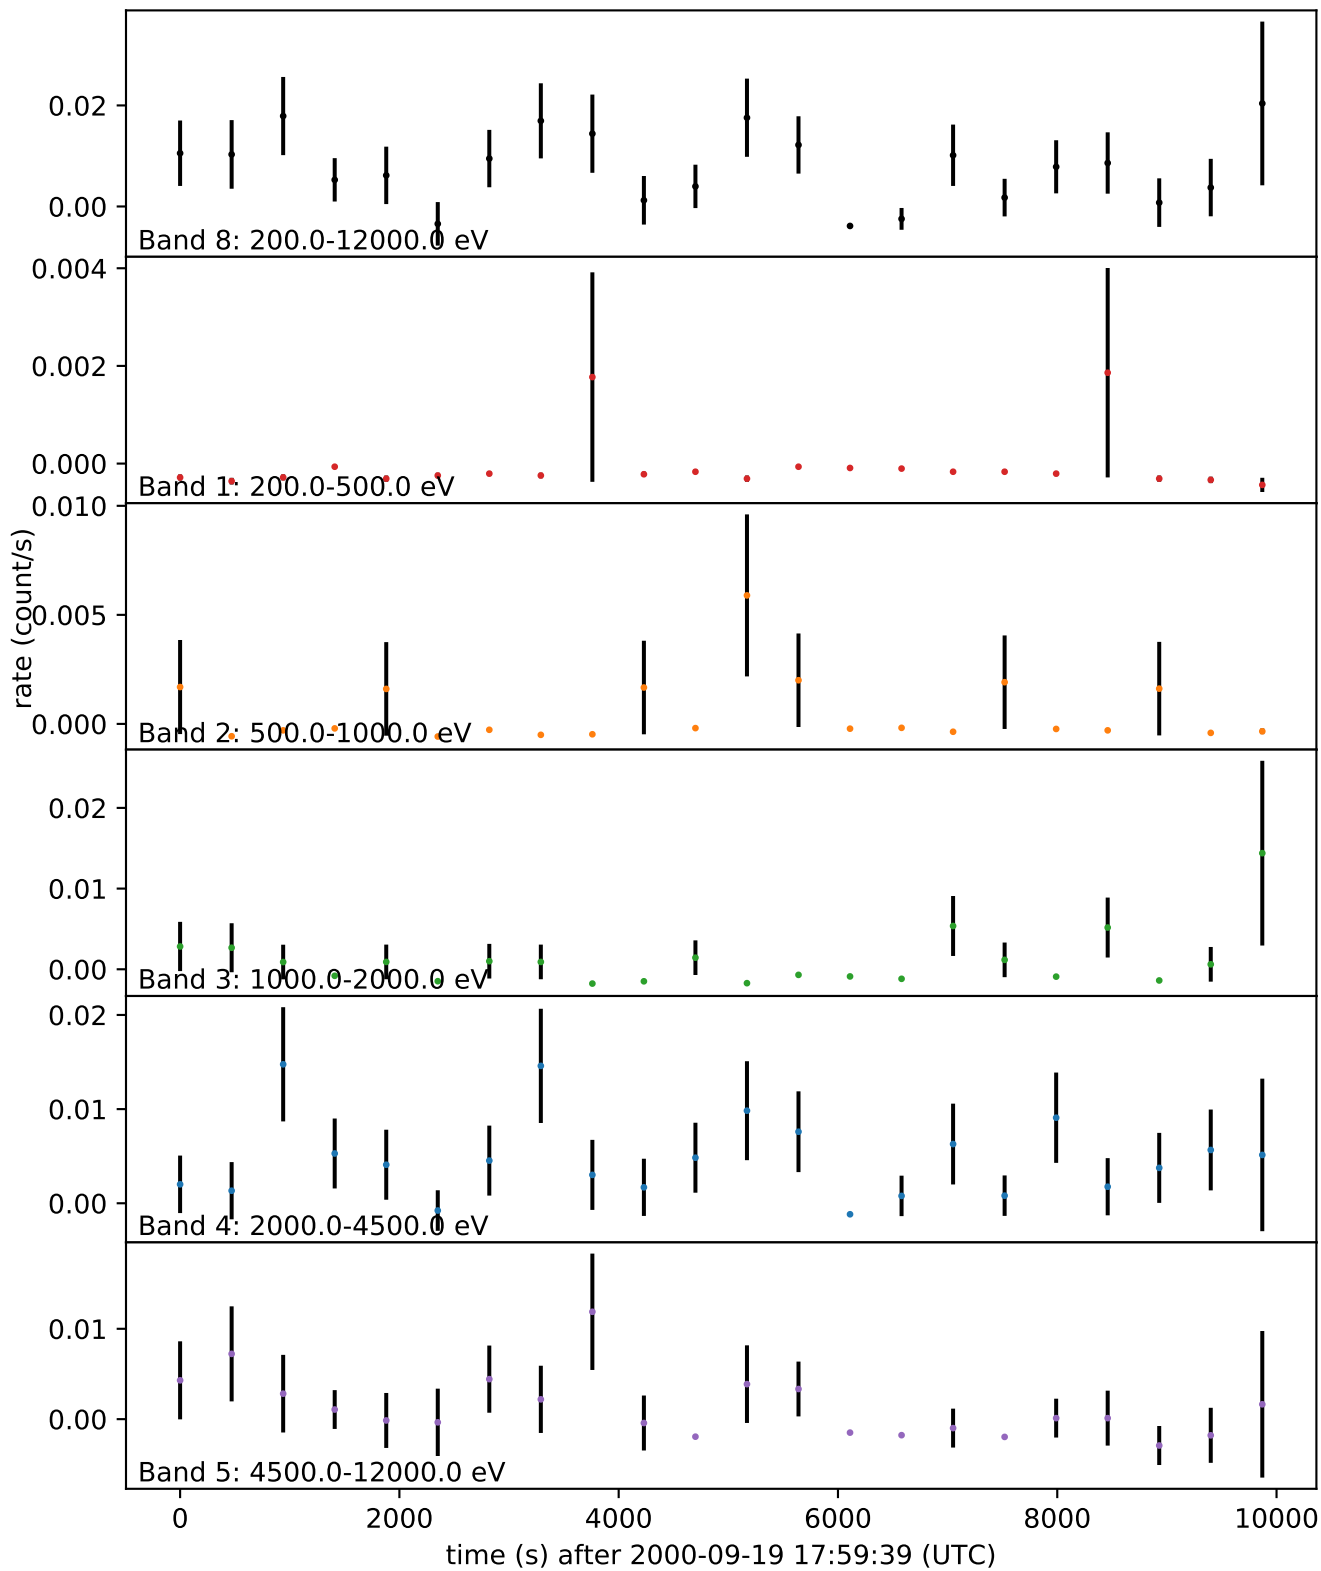 0.02
0.00
Band 8: 200.0-12000.0 eV
0.004
0.002
0.000
Band 1: 200.0-500.0 eV
0.010
0.005
0.000
Band 2: 500.0-1000.0 eV
rate (count/s)
0.02
0.01
0.00
Band 3: 1000.0-2000.0 eV
0.02
0.01
0.00
Band 4: 2000.0-4500.0 eV
0.01
0.00
Band 5: 4500.0-12000.0 eV
0 2000 4000 6000 8000 10000
time (s) after 2000-09-19 17:59:39 (UTC)